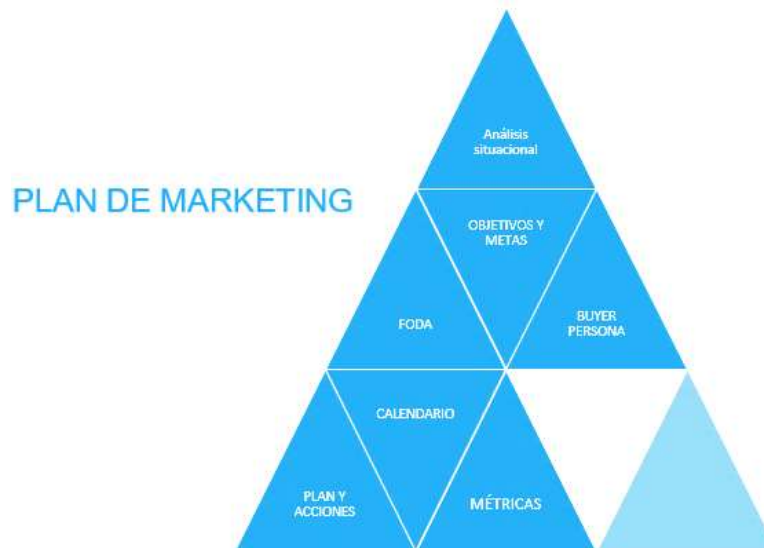 Análisis
situacional
PLAN DE MARKETING
OBJETIVOS Y
METAS
FODA
BUYER
PERSONA
CALENDARIO
PLAN Y
ACCIONES
MÉTRICAS